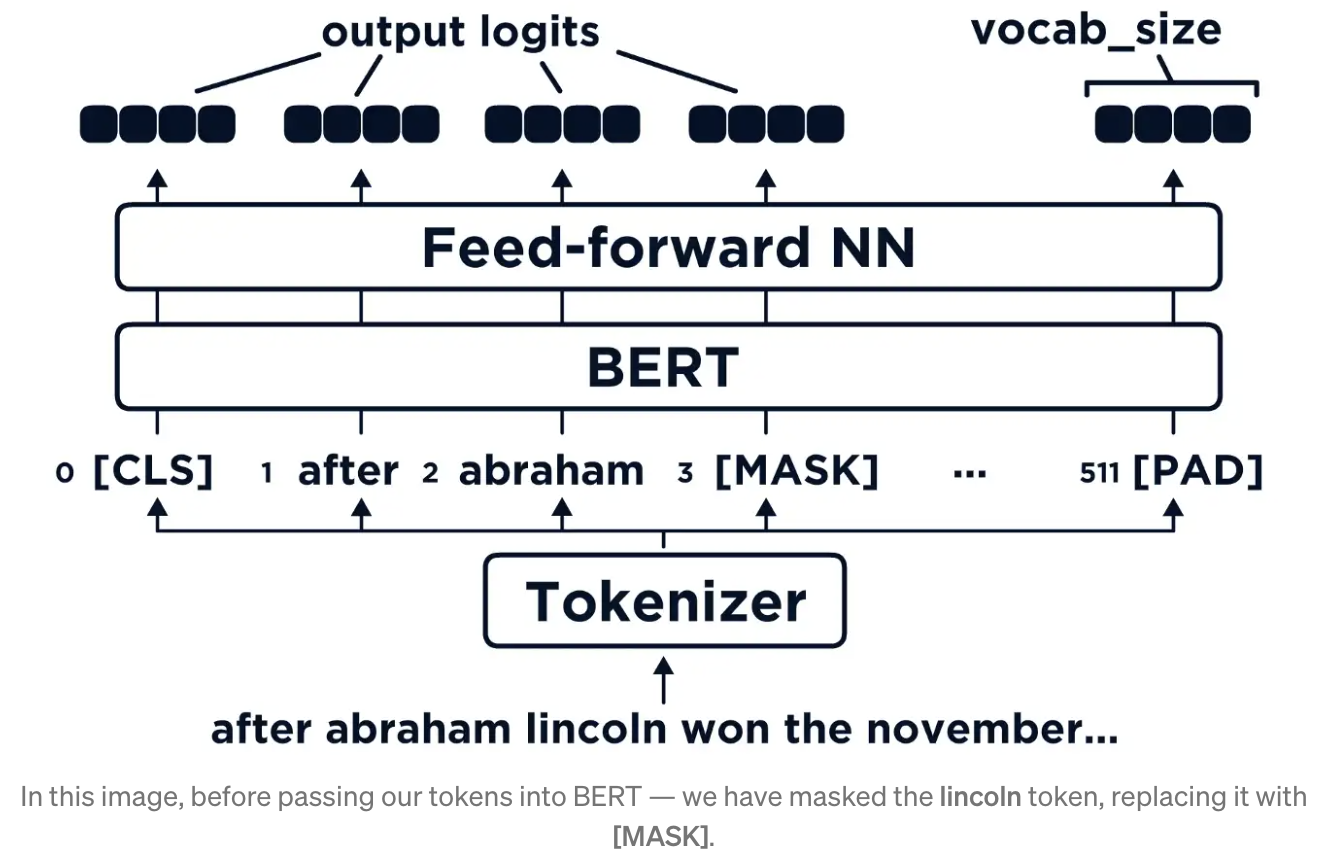 output logits
vocab_size
Feed-forward NN
BERT
0 [CLS] 1 after 2 abraham 3 [MASK] ... 511 [PAD]
Tokenizer
after abraham lincoln won the november...
In this image, before passing our tokens into BERT — we have masked the lincoln token, replacing it with
[MASK].